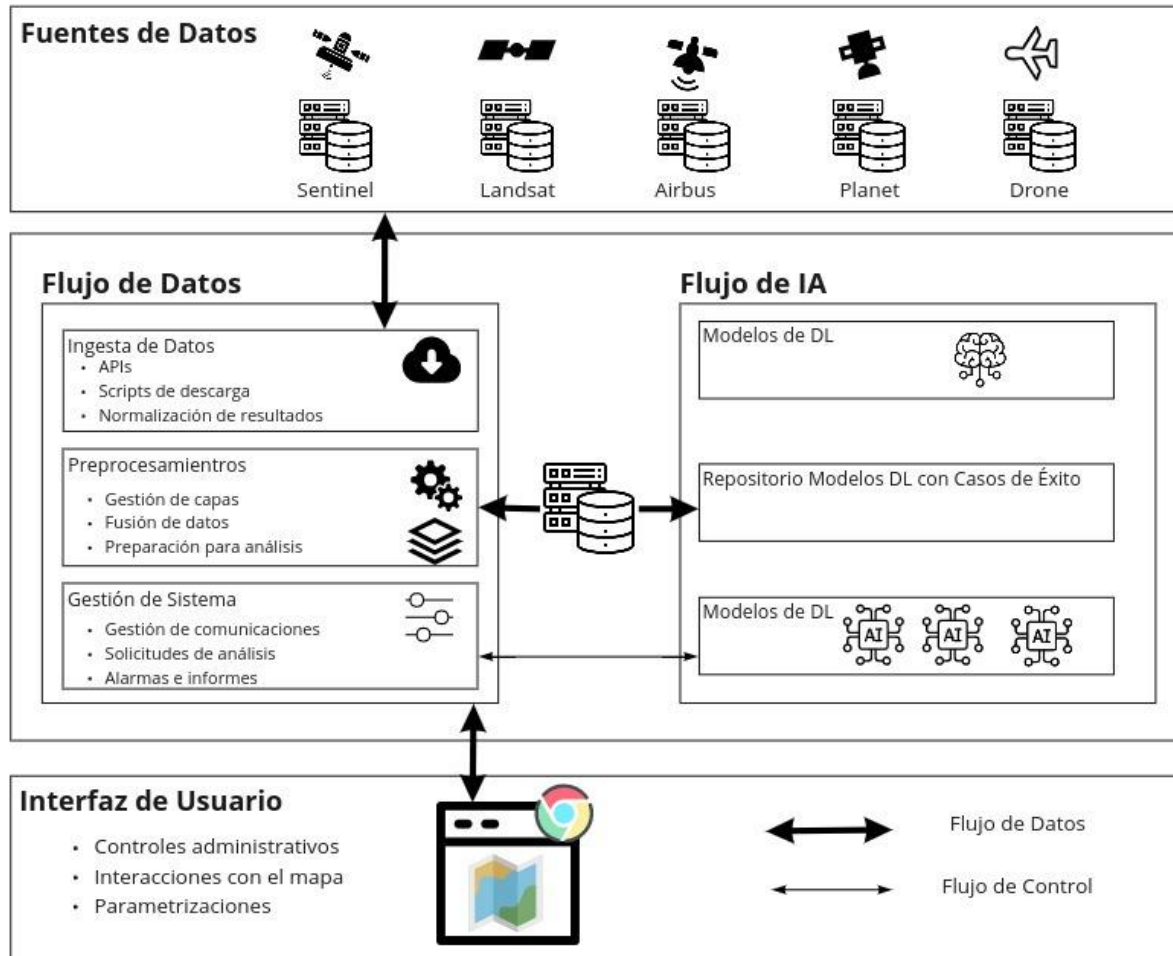 Fuentes de Datos
Sentinel
Landsat
Airbus
Planet
Drone
Flujo de Datos
Ingesta de Datos
• APIs
• Scripts de descarga
• Normalización de resultados
Preprocesamientros
• Gestión de capas
• Fusión de datos
• Preparación para análisis
Gestión de Sistema
• Gestión de comunicaciones
• Solicitudes de análisis
• Alarmas e informes
Flujo de IA
Modelos de DL
Repositorio Modelos DL con Casos de Éxito
Modelos de DL
AI
AI
AI
Interfaz de Usuario
• Controles administrativos
• Interacciones con el mapa
• Parametrizaciones
Flujo de Datos
Flujo de Control